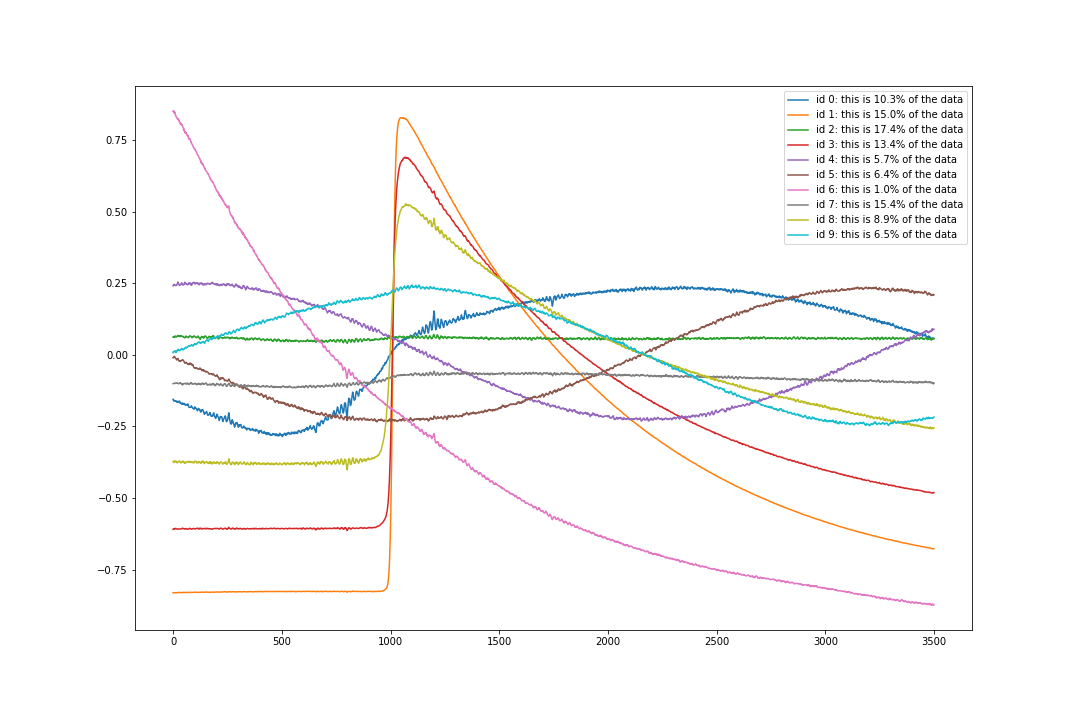 id 0: this is 10.3% of the data
id 1: this is 15.0% of the data
id 2: this is 17.4% of the data
id 3: this is 13.4% of the data
id 4: this is 5.7% of the data
id 5: this is 6.4% of the data
id 6: this is 1.0% of the data
id 7: this is 15.4% of the data
id 8: this is 8.9% of the data
id 9: this is 6.5% of the data
0.75
0.50
0.25
0.00
−0.25
−0.50
−0.75
0 500 1000 1500 2000 2500 3000 3500